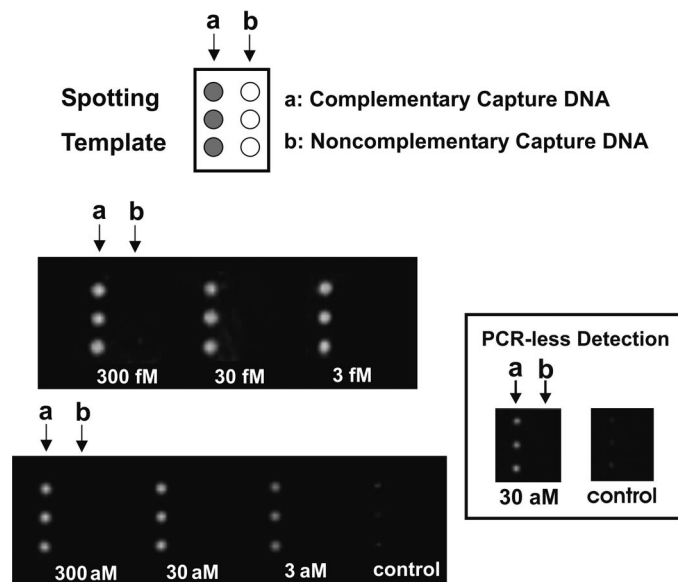 a b
Spotting
Template
a: Complementary Capture DNA
b: Noncomplementary Capture DNA
a b
300 fM 30 fM 3 fM
a b
300 aM 30 aM 3 aM control
PCR-less Detection
a b
30 aM control